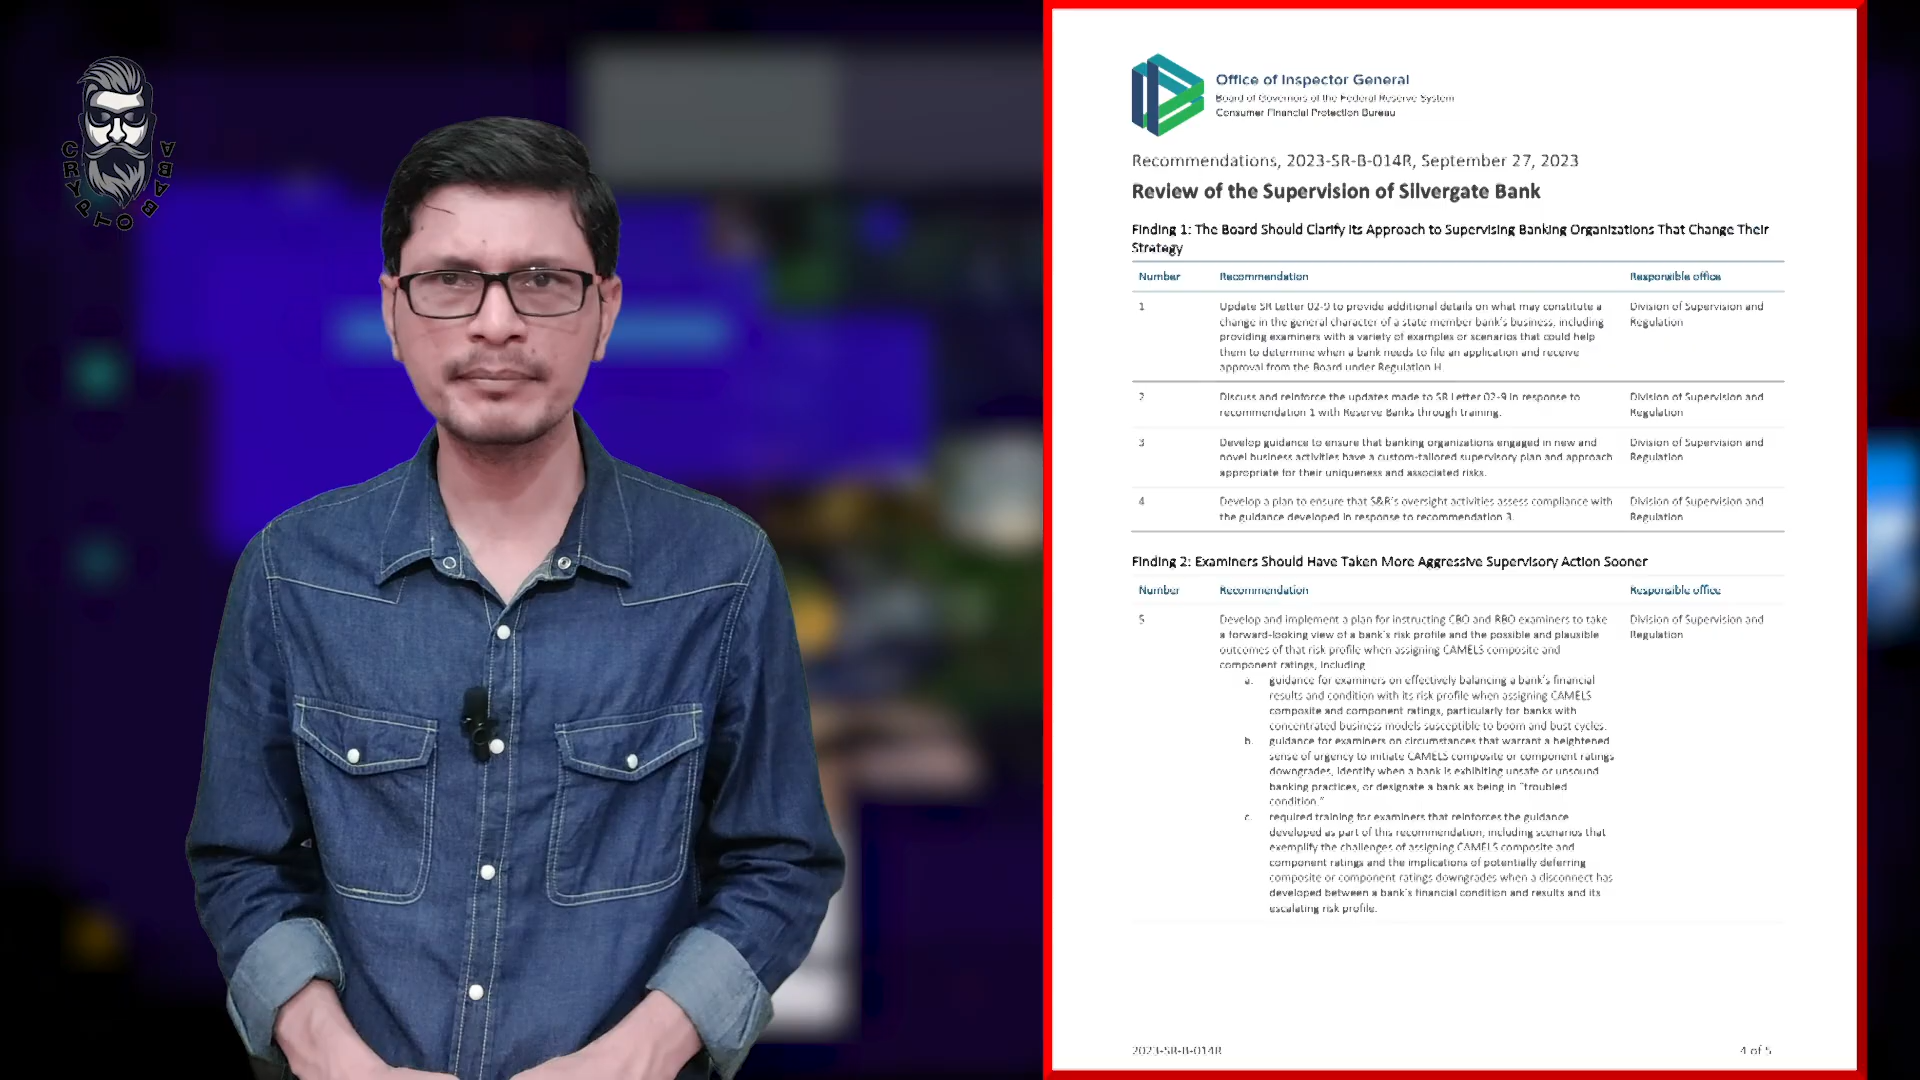 CRYPTO BABA
Office of Inspector General
Board of Governors of the Federal Reserve System
Consumer Financial Protection Bureau
Recommendations, 2023-SR-B-014R, September 27, 2023
Review of the Supervision of Silvergate Bank
Finding 1: The Board Should Clarify Its Approach to Supervising Banking Organizations That Change Their
Strategy
Number Recommendation Responsible office
1 Update SR Letter 02-9 to provide additional details on what may constitute a Division of Supervision and
change in the general character of a state member bank's business, including Regulation
providing examiners with a variety of examples or scenarios that could help
them to determine when a bank needs to file an application and receive
approval from the Board under Regulation H.
2 Discuss and reinforce the updates made to SR Letter 02-9 in response to Division of Supervision and
recommendation 1 with Reserve Banks through training. Regulation
3 Develop guidance to ensure that banking organizations engaged in new and Division of Supervision and
novel business activities have a custom-tailored supervisory plan and approach Regulation
appropriate for their uniqueness and associated risks.
4 Develop a plan to ensure that S&R's oversight activities assess compliance with Division of Supervision and
the guidance developed in response to recommendation 3. Regulation
Finding 2: Examiners Should Have Taken More Aggressive Supervisory Action Sooner
Number Recommendation Responsible office
5 Develop and implement a plan for instructing CBO and RBO examiners to take Division of Supervision and
a forward-looking view of a bank's risk profile and the possible and plausible Regulation
outcomes of that risk profile when assigning CAMELS composite and
component ratings, including
a. guidance for examiners on effectively balancing a bank's financial
results and condition with its risk profile when assigning CAMELS
composite and component ratings, particularly for banks with
concentrated business models susceptible to boom and bust cycles.
b. guidance for examiners on circumstances that warrant a heightened
sense of urgency to initiate CAMELS composite or component ratings
downgrades, identify when a bank is exhibiting unsafe or unsound
banking practices, or designate a bank as being in "troubled
condition."
c. required training for examiners that reinforces the guidance
developed as part of this recommendation, including scenarios that
exemplify the challenges of assigning CAMELS composite and
component ratings and the implications of potentially deferring
composite or component ratings downgrades when a disconnect has
developed between a bank's financial condition and results and its
escalating risk profile.
2023-SR-B-014R 4 of 5